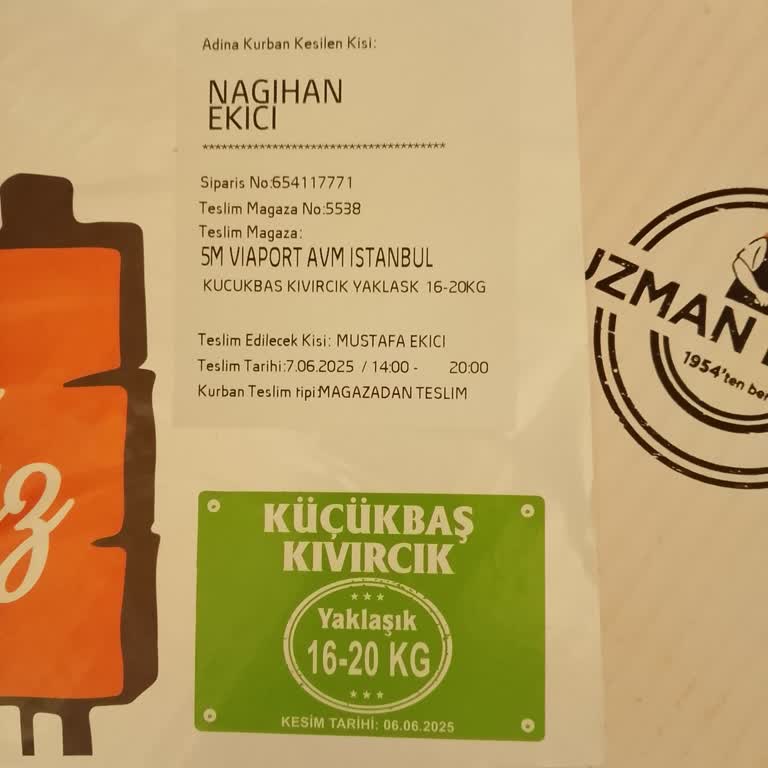 Adina Kurban Kesilen Kisi:
NAGIHAN
EKICI
**************************************
Siparis No:654117771
Teslim Magaza No:5538
Teslim Magaza:
5M VIAPORT AVM ISTANBUL
KUCUKBAS KIVIRCIK YAKLASK 16-20KG
Teslim Edilecek Kisi: MUSTAFA EKICI
Teslim Tarihi:7.06.2025 / 14:00 - 20:00
Kurban Teslim tipi:MAGAZADAN TESLIM
KÜÇÜKBAŞ
KIVIRCIK
Yaklaşık
16-20 KG
KESİM TARİHİ: 06.06.2025
UZMAN
1954'ten